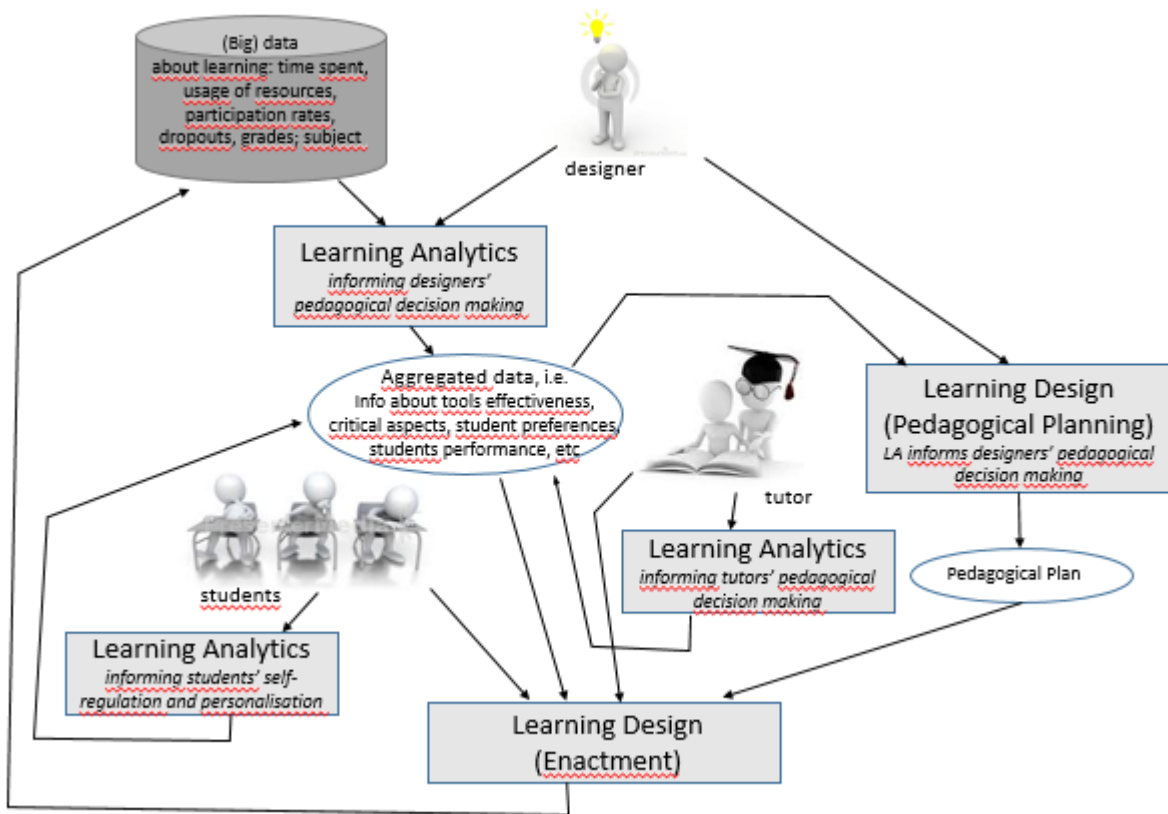 (Big) data
about learning: time spent,
usage of resources,
participation rates,
dropouts, grades; subject
designer
Learning Analytics
informing designers'
pedagogical decision making
Aggregated data, i.e.
Info about tools effectiveness,
critical aspects, student preferences,
students performance, etc
tutor
Learning Design
(Pedagogical Planning)
LA informs designers' pedagogical
decision making
students
Learning Analytics
informing tutors' pedagogical
decision making
Pedagogical Plan
Learning Analytics
informing students' self-
regulation and personalisation
Learning Design
(Enactment)